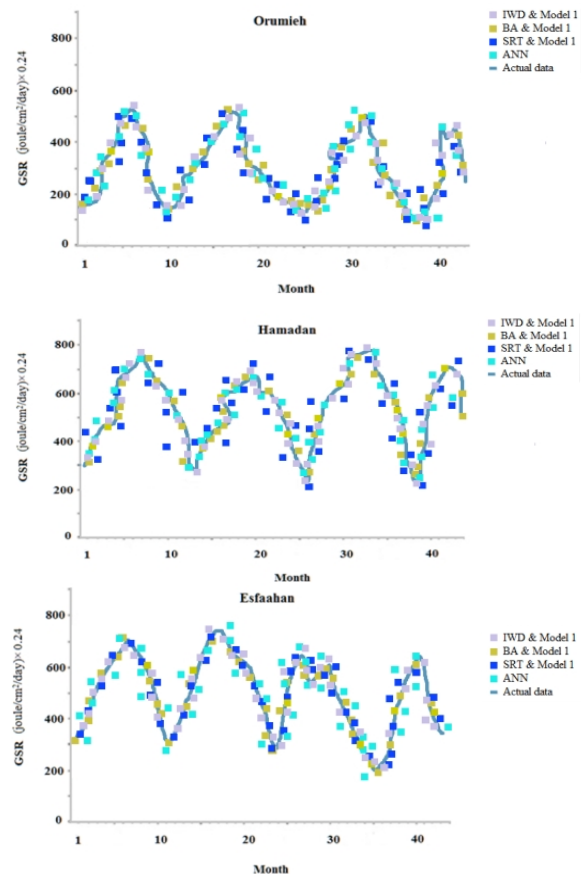 Orumieh
IWD & Model 1
BA & Model 1
SRT & Model 1
ANN
Actual data
GSR (joule/cm²/day)× 0.24
800
600
400
200
0
1 10 20 30 40
Month
Hamadan
IWD & Model 1
BA & Model 1
SRT & Model 1
ANN
Actual data
GSR (joule/cm²/day)× 0.24
800
600
400
200
0
1 10 20 30 40
Month
Esfaahan
IWD & Model 1
BA & Model 1
SRT & Model 1
ANN
Actual data
GSR (joule/cm²/day)× 0.24
800
600
400
200
0
1 10 20 30 40
Month